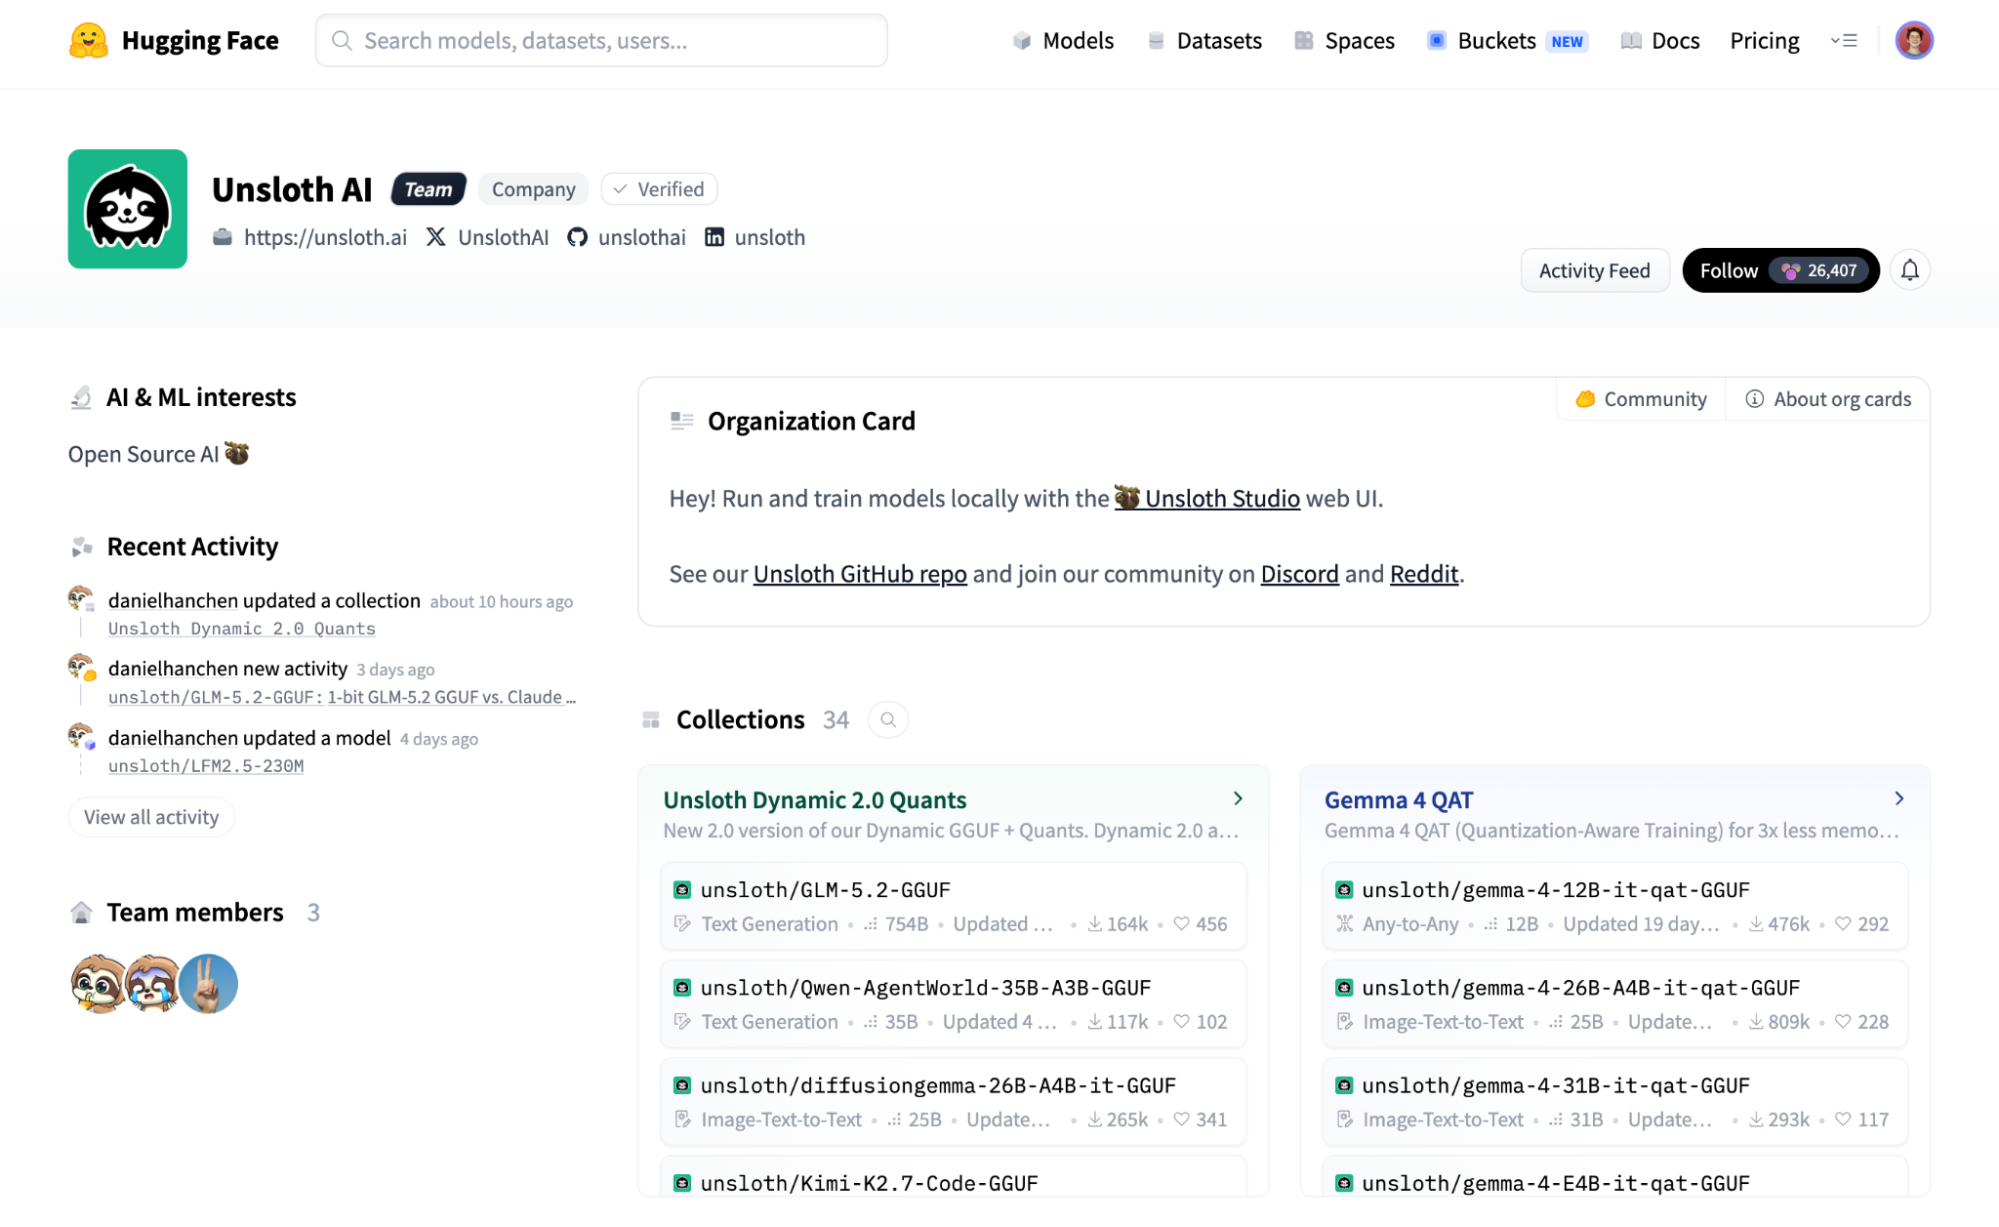 Hugging Face
Search models, datasets, users...
Models
Datasets
Spaces
Buckets NEW
Docs
Pricing
Unsloth AI Team Company Verified
https://unsloth.ai UnslothAI unslothai unsloth
Activity Feed
Follow 26,407
AI & ML interests
Open Source AI 🦥
Recent Activity
danielhanchen updated a collection about 10 hours ago
Unsloth Dynamic 2.0 Quants
danielhanchen new activity 3 days ago
unsloth/GLM-5.2-GGUF: 1-bit GLM-5.2 GGUF vs. Claude …
danielhanchen updated a model 4 days ago
unsloth/LFM2.5-230M
View all activity
Team members 3
Community
About org cards
Organization Card
Hey! Run and train models locally with the 🦥 Unsloth Studio web UI.
See our Unsloth GitHub repo and join our community on Discord and Reddit.
Collections 34
Unsloth Dynamic 2.0 Quants
New 2.0 version of our Dynamic GGUF + Quants. Dynamic 2.0 a…
unsloth/GLM-5.2-GGUF
Text Generation • 754B • Updated … • 164k • 456
unsloth/Qwen-AgentWorld-35B-A3B-GGUF
Text Generation • 35B • Updated 4 … • 117k • 102
unsloth/diffusiongemma-26B-A4B-it-GGUF
Image-Text-to-Text • 25B • Update… • 265k • 341
unsloth/Kimi-K2.7-Code-GGUF
Gemma 4 QAT
Gemma 4 QAT (Quantization-Aware Training) for 3x less memo…
unsloth/gemma-4-12B-it-qat-GGUF
Any-to-Any • 12B • Updated 19 day… • 476k • 292
unsloth/gemma-4-26B-A4B-it-qat-GGUF
Image-Text-to-Text • 25B • Update… • 809k • 228
unsloth/gemma-4-31B-it-qat-GGUF
Image-Text-to-Text • 31B • Update… • 293k • 117
unsloth/gemma-4-E4B-it-qat-GGUF